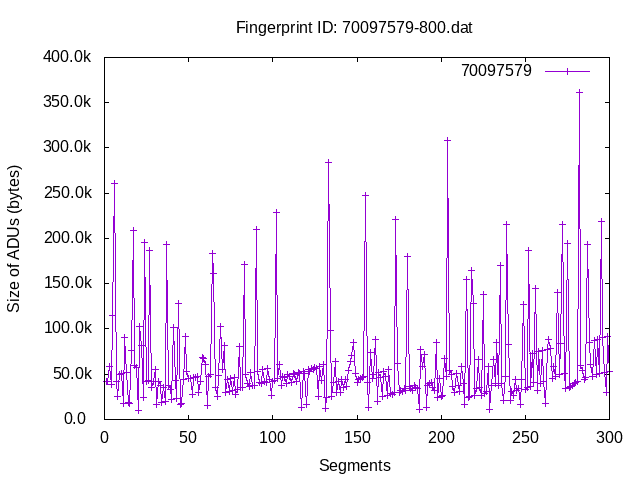 Fingerprint ID: 70097579-800.dat
70097579
Size of ADUs (bytes)
400.0k
350.0k
300.0k
250.0k
200.0k
150.0k
100.0k
50.0k
0.0
0 50 100 150 200 250 300
Segments